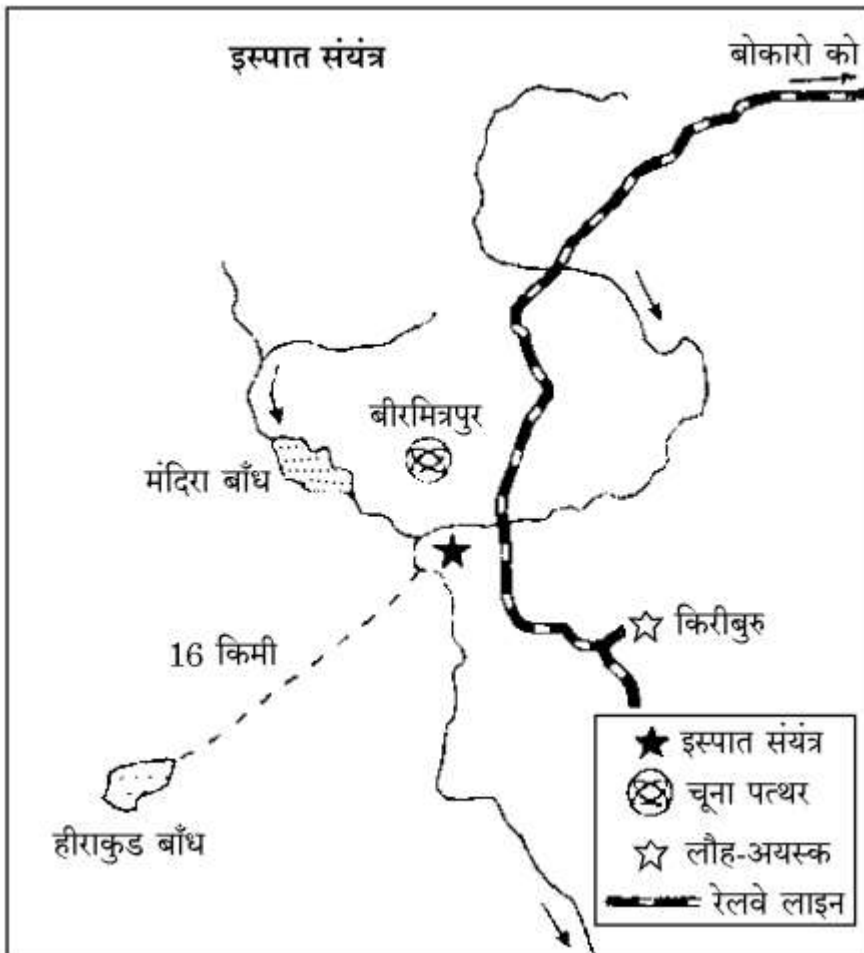 इस्पात संयंत्र
बोकारो को
बीरमित्रपुर
मंदिरा बाँध
16 किमी
किरीबुरु
हीराकुड बाँध
इस्पात संयंत्र
चूना पत्थर
लौह-अयस्क
रेलवे लाइन